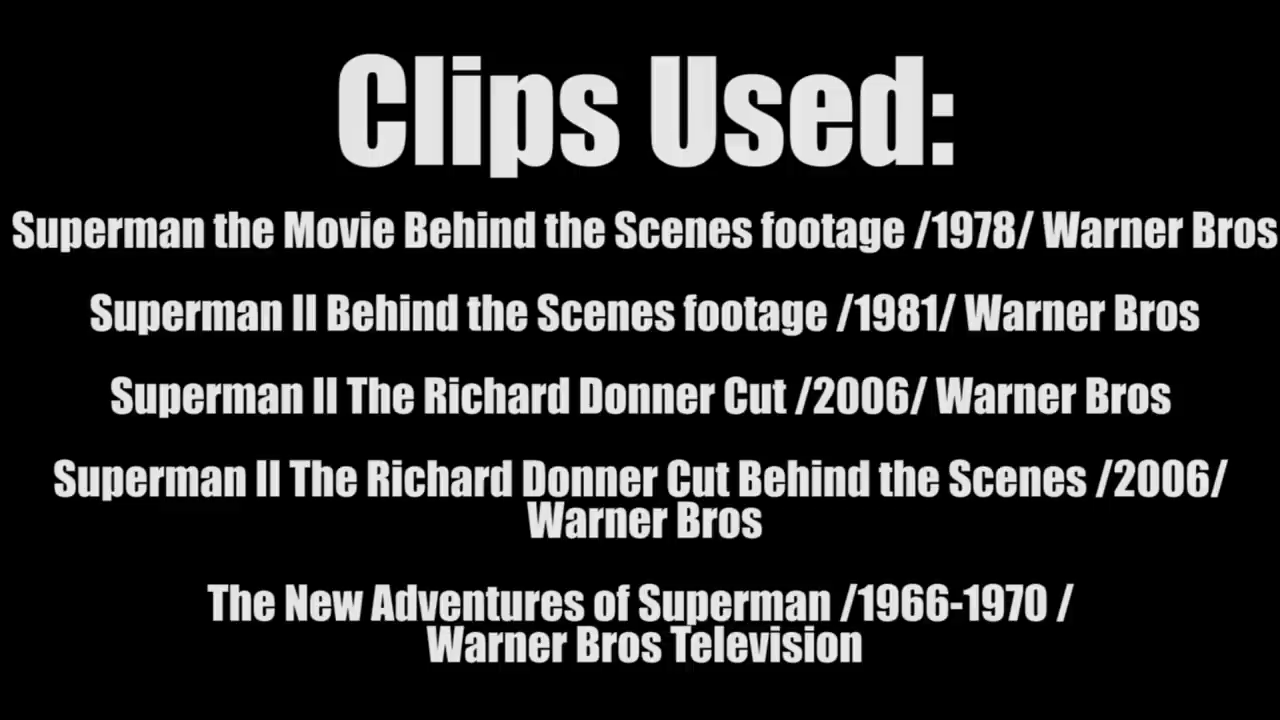 Clips Used:
Superman the Movie Behind the Scenes footage /1978/ Warner Bros
Superman II Behind the Scenes footage /1981/ Warner Bros
Superman II The Richard Donner Cut /2006/ Warner Bros
Superman II The Richard Donner Cut Behind the Scenes /2006/
Warner Bros
The New Adventures of Superman /1966-1970 /
Warner Bros Television